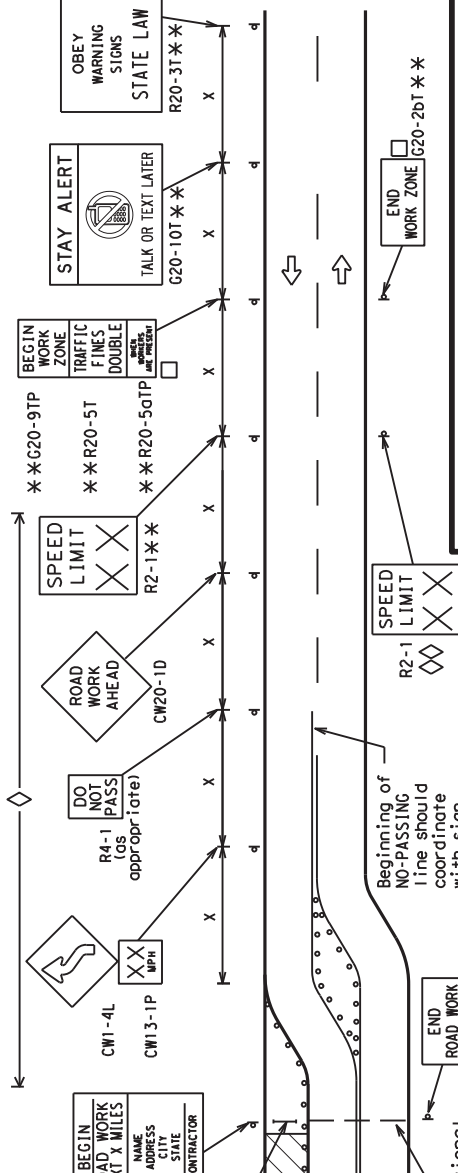 OBEY
WARNING
SIGNS
STATE LAW
R20-3T**
X
STAY ALERT
TALK OR TEXT LATER
G20-10T**
X
END
WORK ZONE
G20-2bT**
BEGIN
WORK
ZONE
TRAFFIC
FINES
DOUBLE
WHEN
WORKERS
ARE PRESENT
**G20-9TP
**R20-5T
**R20-5aTP
X
SPEED
LIMIT
XX
R2-1**
X
SPEED
LIMIT
XX
R2-1
ROAD
WORK
AHEAD
CW20-1D
X
DO
NOT
PASS
R4-1
(as
appropriate)
X
Beginning of
NO-PASSING
line should
coordinate
with sign
XX
MPH
CW1-4L
CW13-1P
X
END
ROAD WORK
BEGIN
AD WORK
XT X MILES
NAME
ADDRESS
CITY
STATE
ONTRACTOR